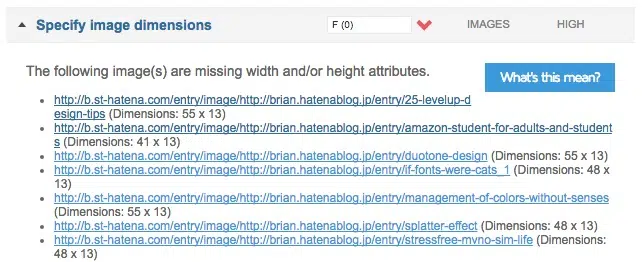 Specify image dimensions F (0) IMAGES HIGH
The following image(s) are missing width and/or height attributes.
What's this mean?
http://b.st-hatena.com/entry/image/http://brian.hatenablog.jp/entry/25-levelup-d
esign-tips (Dimensions: 55 x 13)
http://b.st-hatena.com/entry/image/http://brian.hatenablog.jp/entry/amazon-student-for-adults-and-student
s (Dimensions: 41 x 13)
http://b.st-hatena.com/entry/image/http://brian.hatenablog.jp/entry/duotone-design (Dimensions: 55 x 13)
http://b.st-hatena.com/entry/image/http://brian.hatenablog.jp/entry/if-fonts-were-cats_1 (Dimensions: 48 x
13)
http://b.st-hatena.com/entry/image/http://brian.hatenablog.jp/entry/management-of-colors-without-senses
(Dimensions: 55 x 13)
http://b.st-hatena.com/entry/image/http://brian.hatenablog.jp/entry/splatter-effect (Dimensions: 48 x 13)
http://b.st-hatena.com/entry/image/http://brian.hatenablog.jp/entry/stressfree-mvno-sim-life (Dimensions:
48 x 13)